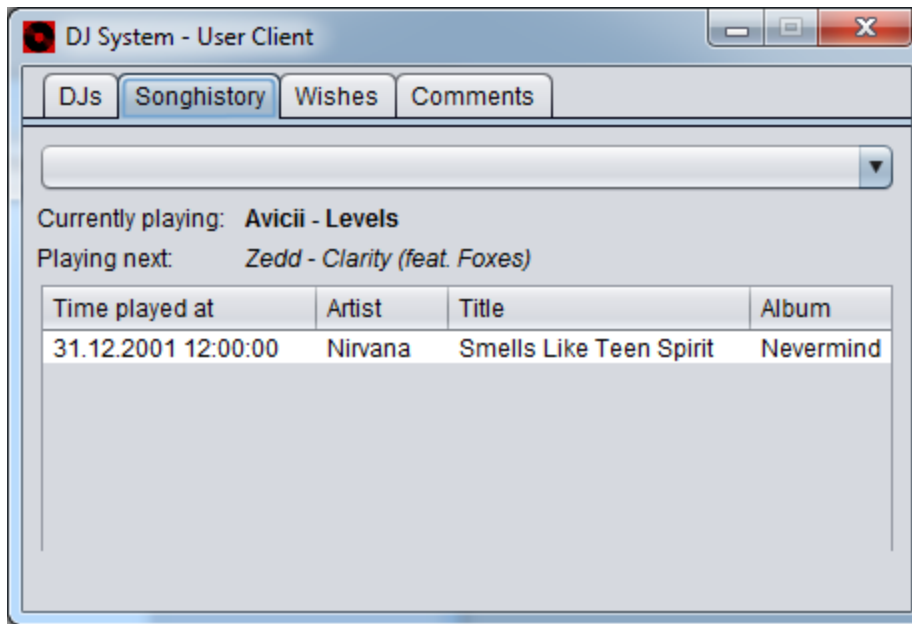 DJ System - User Client
DJs Songhistory Wishes Comments
Currently playing: Avicii - Levels
Playing next: Zedd - Clarity (feat. Foxes)
Time played at Artist Title Album
31.12.2001 12:00:00 Nirvana Smells Like Teen Spirit Nevermind